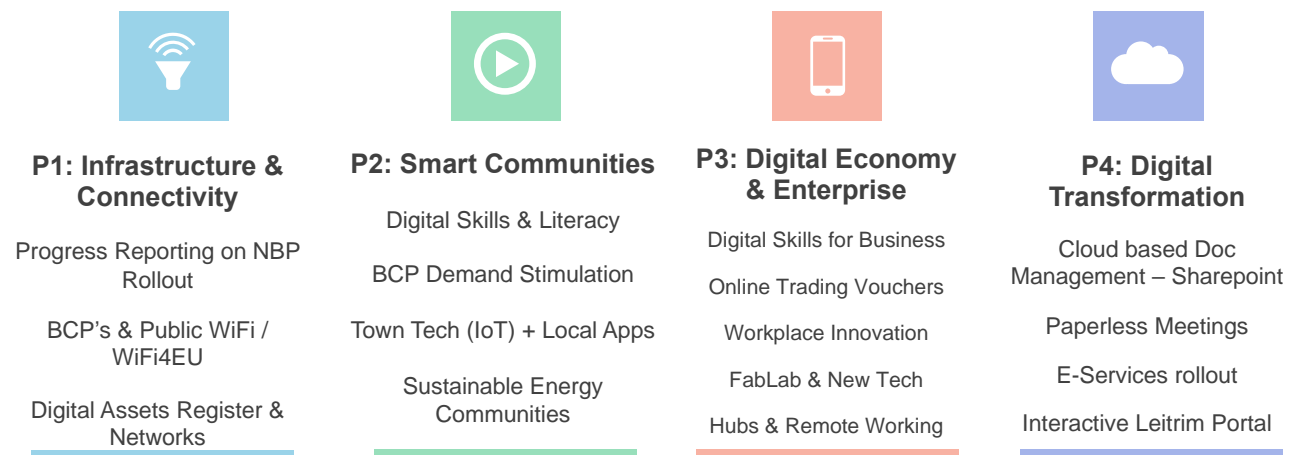 P1: Infrastructure &
Connectivity
Progress Reporting on NBP
Rollout
BCP's & Public WiFi /
WiFi4EU
Digital Assets Register &
Networks
P2: Smart Communities
Digital Skills & Literacy
BCP Demand Stimulation
Town Tech (IoT) + Local Apps
Sustainable Energy
Communities
P3: Digital Economy
& Enterprise
Digital Skills for Business
Online Trading Vouchers
Workplace Innovation
FabLab & New Tech
Hubs & Remote Working
P4: Digital
Transformation
Cloud based Doc
Management – Sharepoint
Paperless Meetings
E-Services rollout
Interactive Leitrim Portal